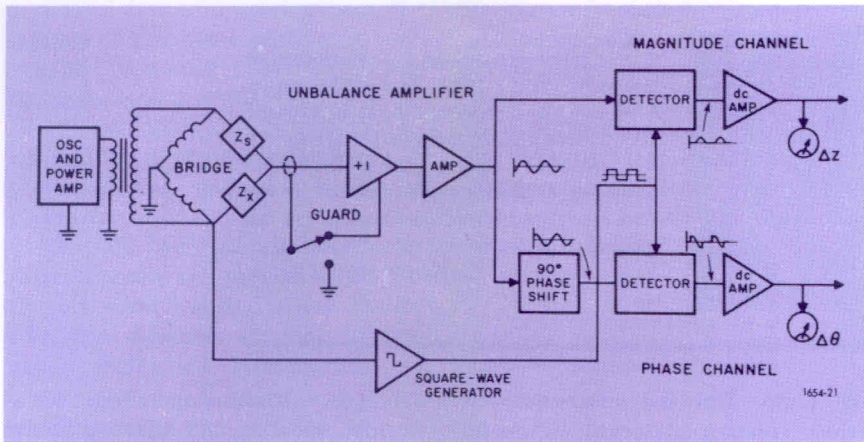 MAGNITUDE CHANNEL
UNBALANCE AMPLIFIER
OSC
AND
POWER
AMP
BRIDGE
ZS
ZX
+1
AMP
GUARD
DETECTOR
dc
AMP
ΔZ
90°
PHASE
SHIFT
DETECTOR
dc
AMP
Δθ
SQUARE-WAVE
GENERATOR
PHASE CHANNEL
1654-21